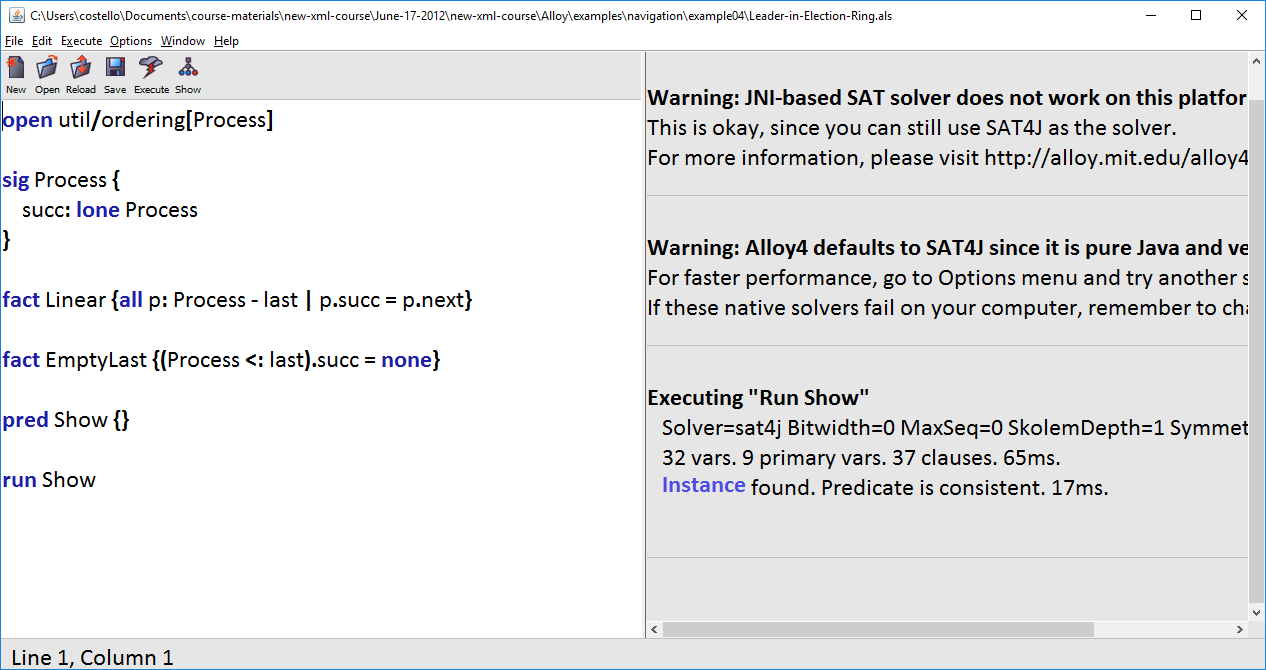 C:\Users\costello\Documents\course-materials\new-xml-course\June-17-2012\new-xml-course\Alloy\examples\navigation\example04\Leader-in-Election-Ring.als
File Edit Execute Options Window Help
New Open Reload Save Execute Show
open util/ordering[Process]
sig Process {
succ: lone Process
}
fact Linear {all p: Process - last | p.succ = p.next}
fact EmptyLast {(Process <: last).succ = none}
pred Show {}
run Show
Warning: JNI-based SAT solver does not work on this platfor
This is okay, since you can still use SAT4J as the solver.
For more information, please visit http://alloy.mit.edu/alloy4
Warning: Alloy4 defaults to SAT4J since it is pure Java and ve
For faster performance, go to Options menu and try another s
If these native solvers fail on your computer, remember to cha
Executing "Run Show"
Solver=sat4j Bitwidth=0 MaxSeq=0 SkolemDepth=1 Symmet
32 vars. 9 primary vars. 37 clauses. 65ms.
Instance found. Predicate is consistent. 17ms.
Line 1, Column 1